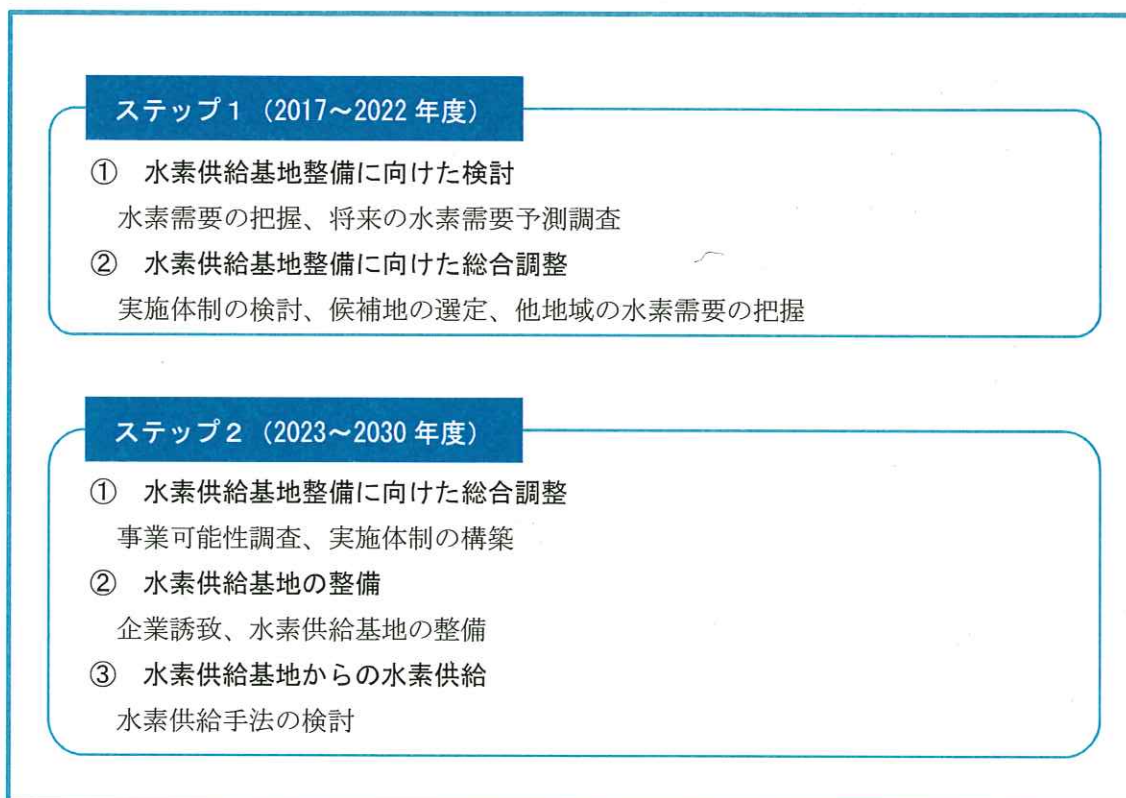 ステップ1（2017～2022年度）
① 水素供給基地整備に向けた検討
水素需要の把握、将来の水素需要予測調査
② 水素供給基地整備に向けた総合調整
実施体制の検討、候補地の選定、他地域の水素需要の把握
ステップ2（2023～2030年度）
① 水素供給基地整備に向けた総合調整
事業可能性調査、実施体制の構築
② 水素供給基地の整備
企業誘致、水素供給基地の整備
③ 水素供給基地からの水素供給
水素供給手法の検討